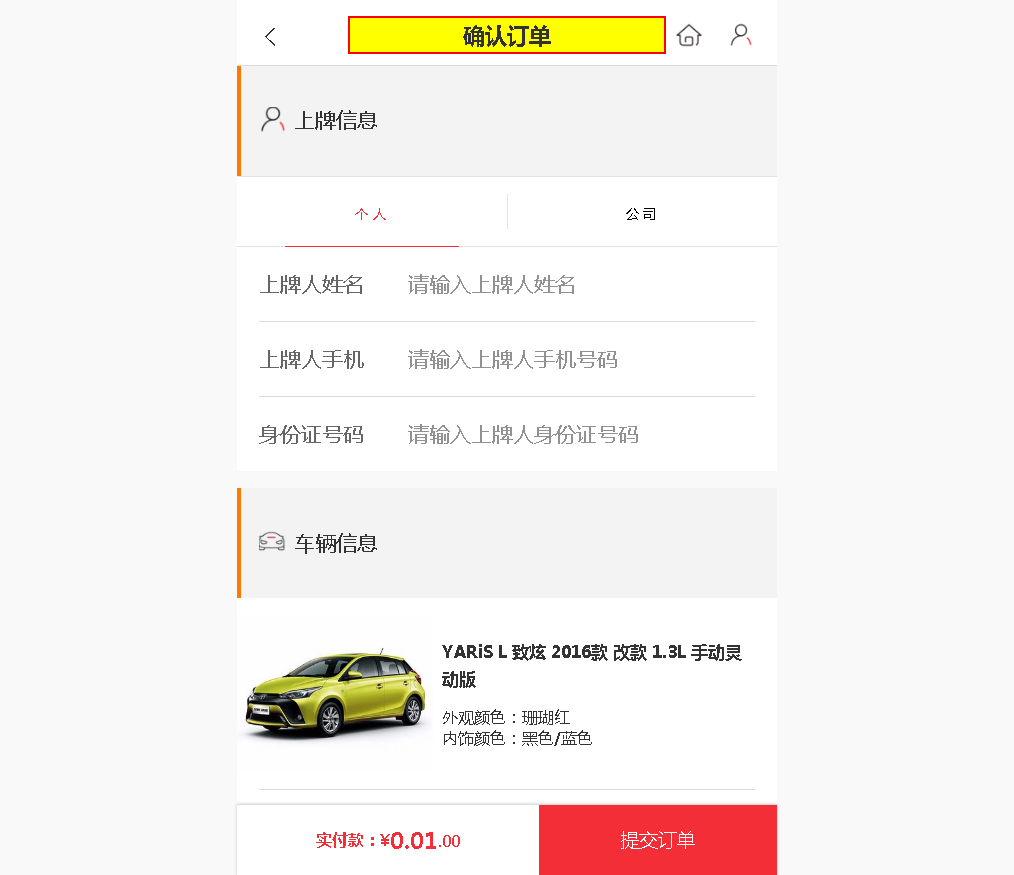 确认订单
上牌信息
个人
公司
上牌人姓名 请输入上牌人姓名
上牌人手机 请输入上牌人手机号码
身份证号码 请输入上牌人身份证号码
车辆信息
YARiS L 致炫 2016款 改款 1.3L 手动灵
动版
外观颜色：珊瑚红
内饰颜色：黑色/蓝色
实付款：¥0.01.00
提交订单